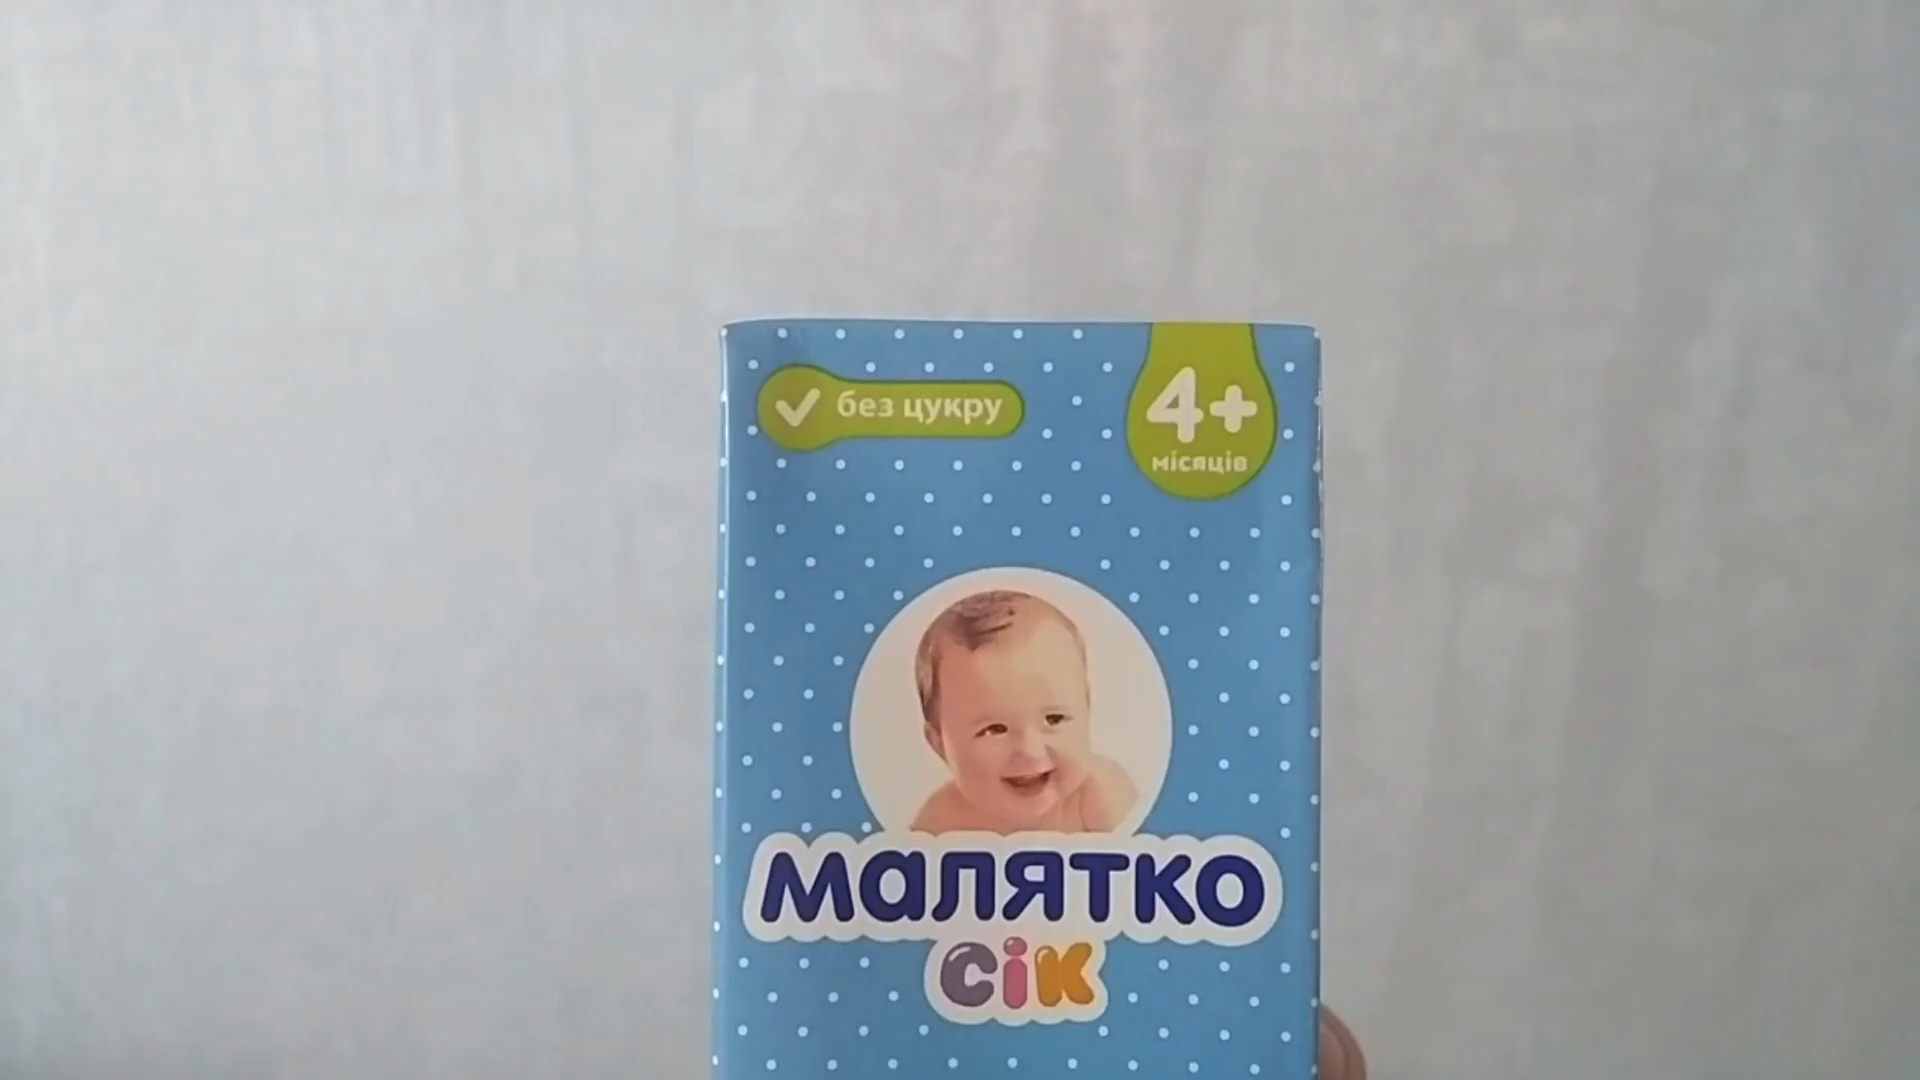 без цукру
4+
місяців
малятко
сік